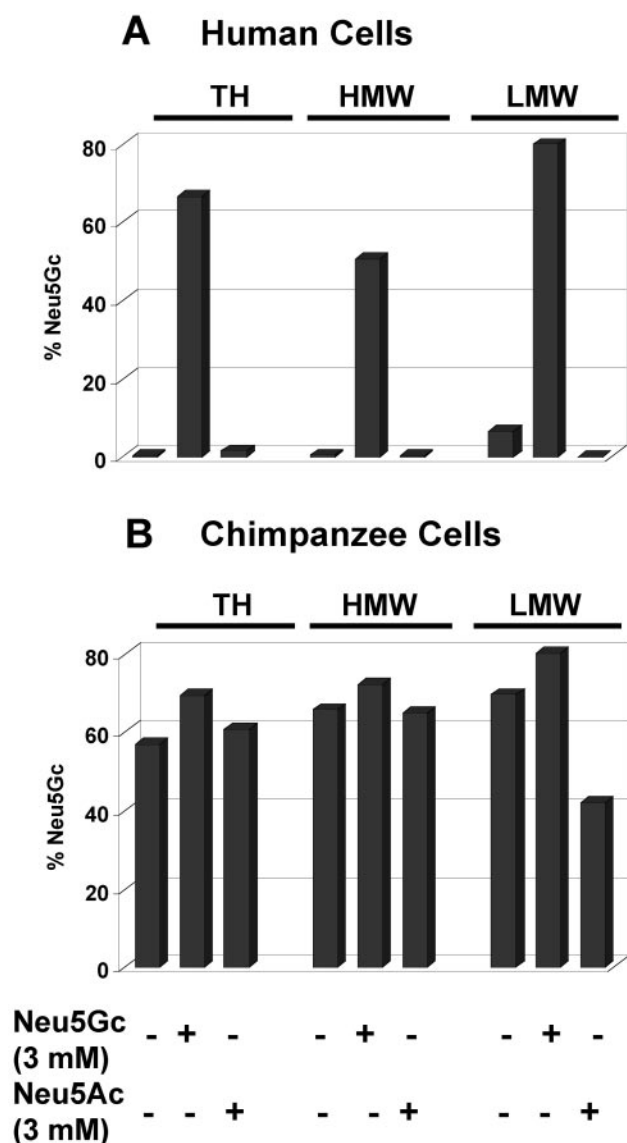 A Human Cells
TH HMW LMW
80
60
40
20
0
% Neu5Gc
B Chimpanzee Cells
TH HMW LMW
80
60
40
20
0
% Neu5Gc
Neu5Gc - + - - + - - + -
(3 mM)
Neu5Ac - - + - - + - - +
(3 mM)